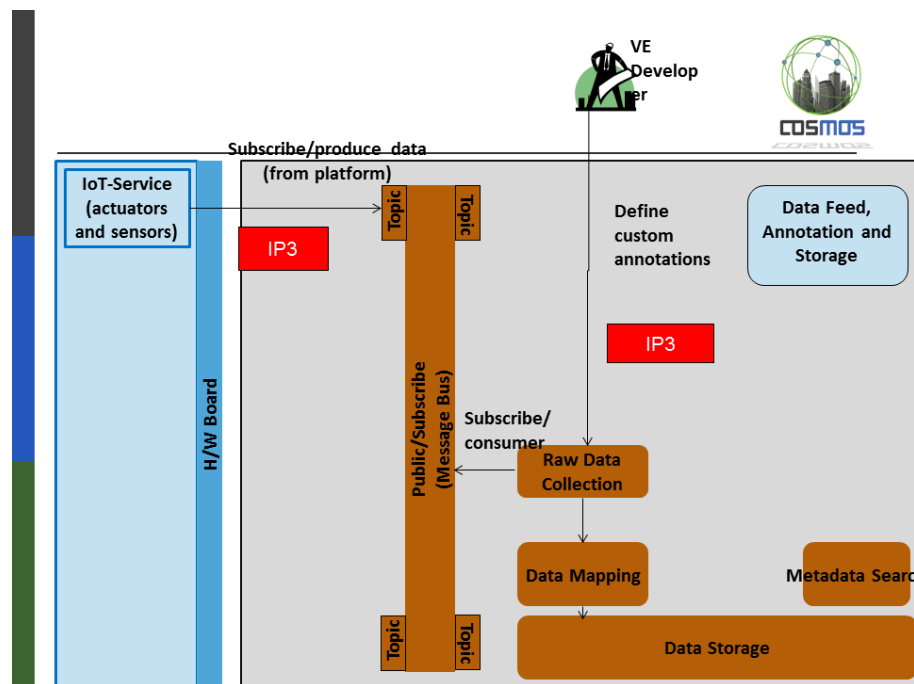 VE
Develop
er
COSMOS
Subscribe/produce data
(from platform)
IoT-Service
(actuators
and sensors)
Topic
Topic
IP3
Define
custom
annotations
Data Feed,
Annotation and
Storage
IP3
H/W Board
Public/Subscribe
(Message Bus)
Subscribe/
consumer
Raw Data
Collection
Data Mapping
Metadata Searc
Topic
Topic
Data Storage